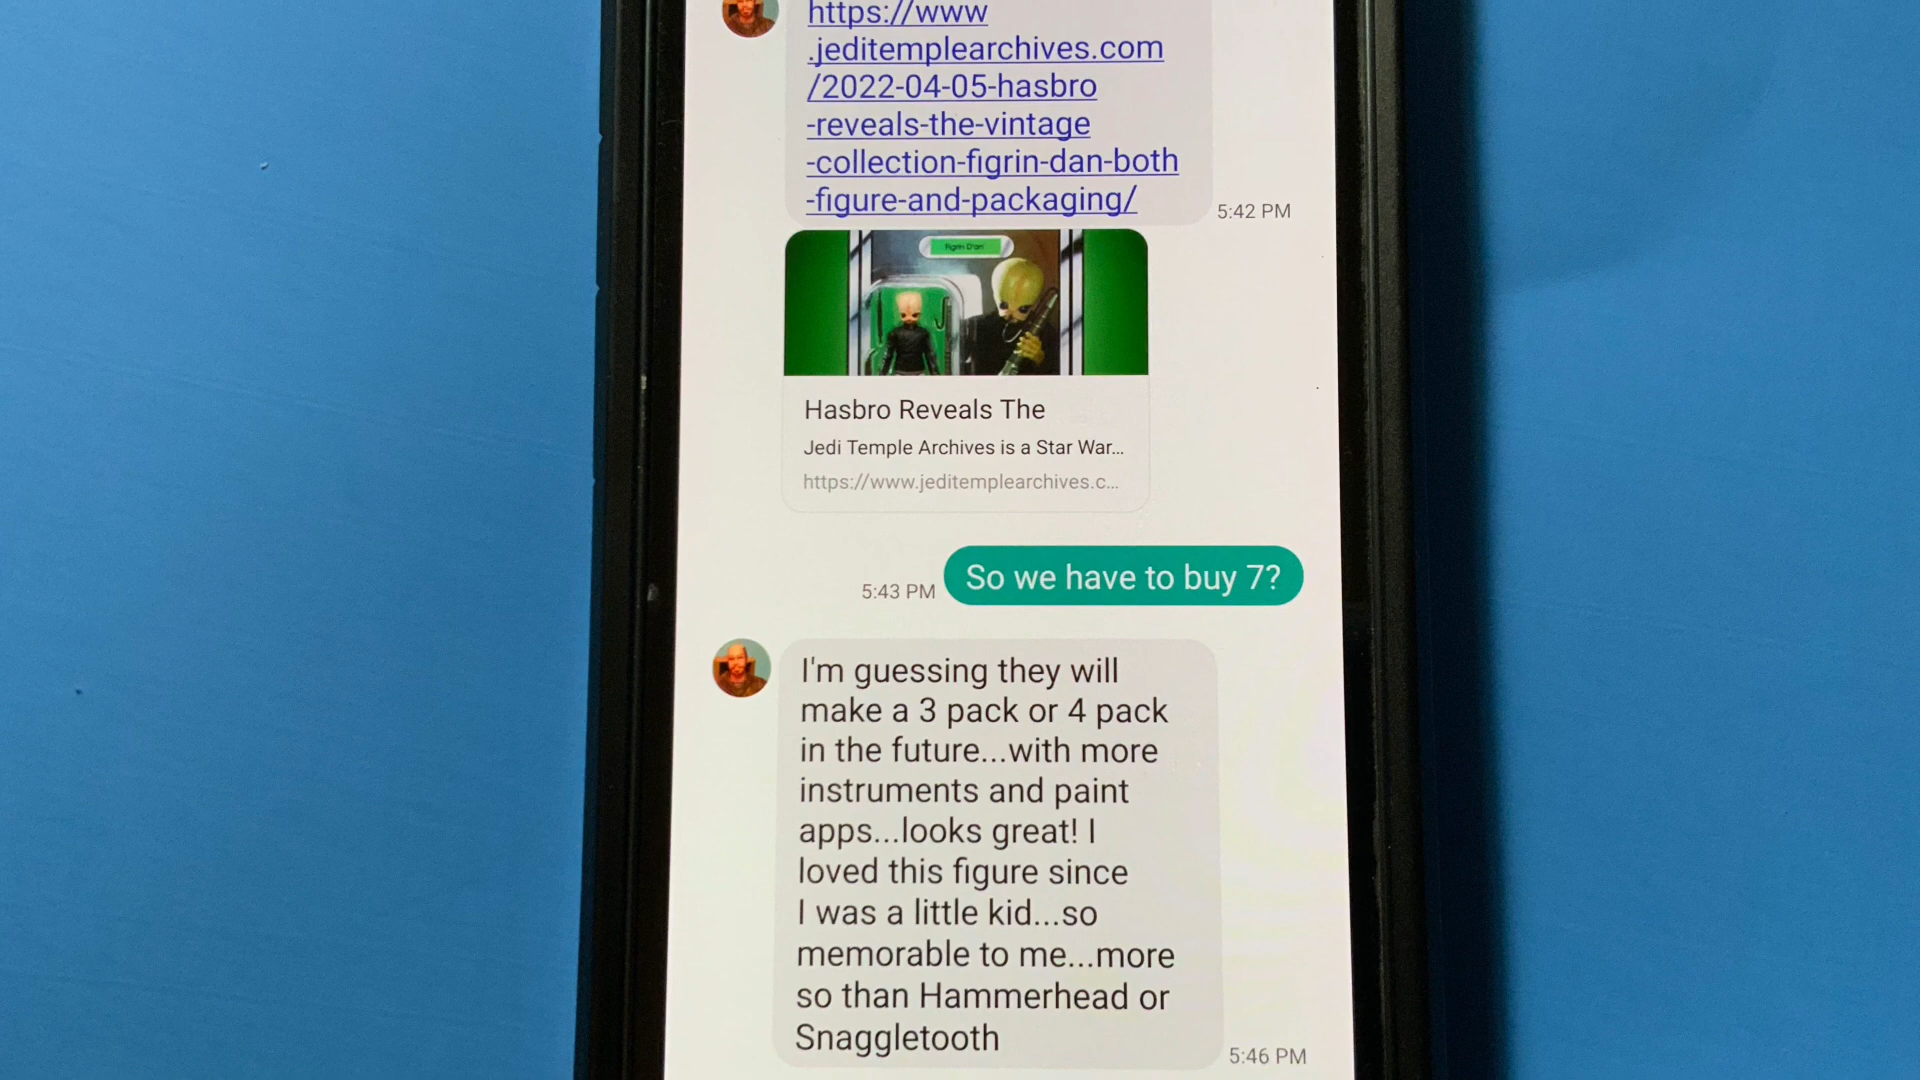 https://www
.jeditemplearchives.com
/2022-04-05-hasbro
-reveals-the-vintage
-collection-figrin-dan-both
-figure-and-packaging/
5:42 PM
Figrin D'an
Hasbro Reveals The
Jedi Temple Archives is a Star War...
https://www.jeditemplearchives.c...
5:43 PM
So we have to buy 7?
I'm guessing they will
make a 3 pack or 4 pack
in the future...with more
instruments and paint
apps...looks great! I
loved this figure since
I was a little kid...so
memorable to me...more
so than Hammerhead or
Snaggletooth
5:46 PM